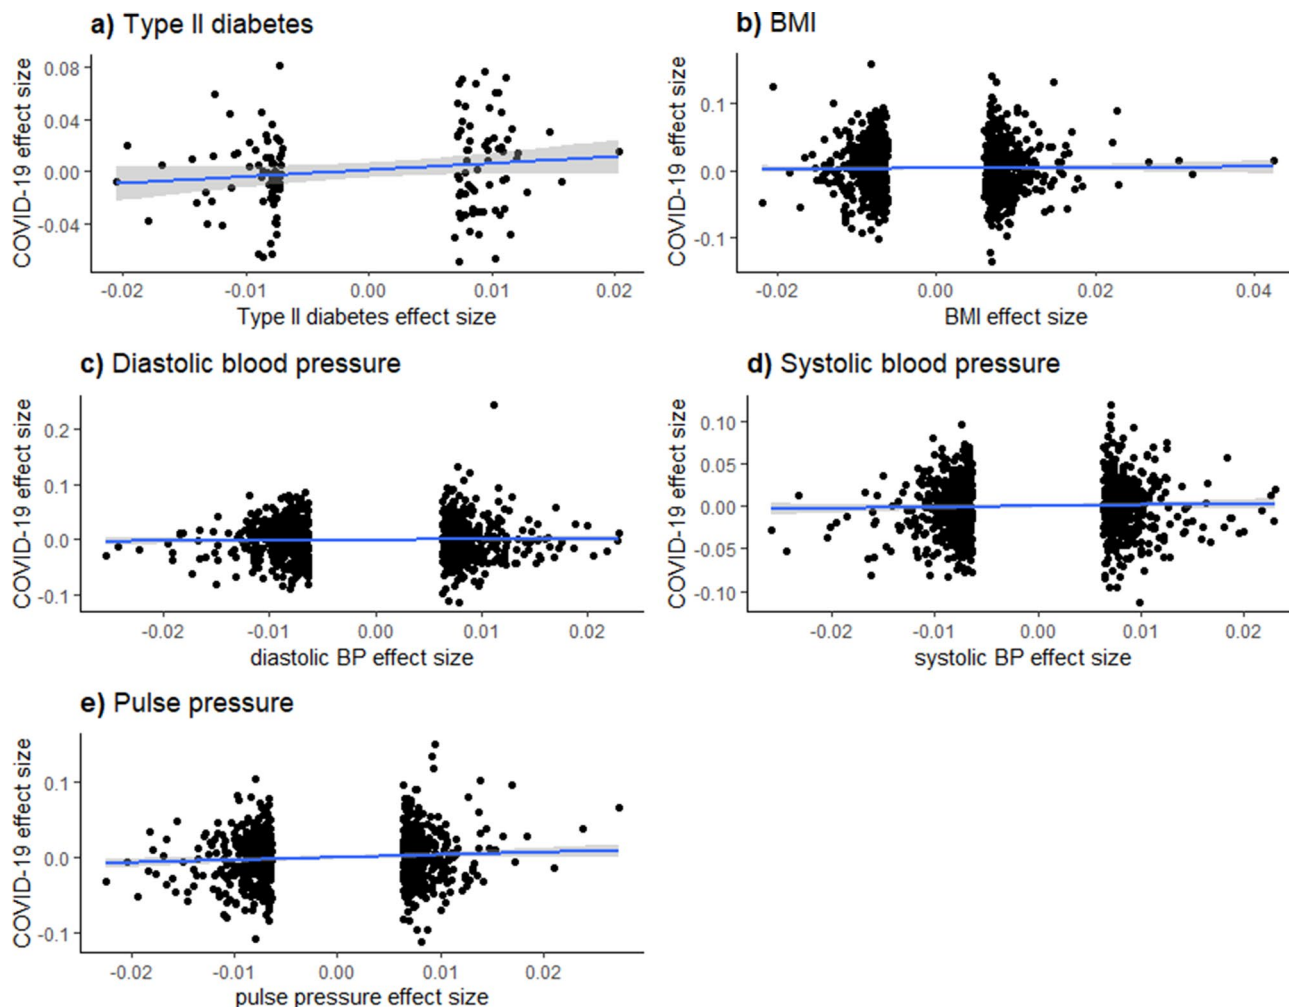 a) Type II diabetes
COVID-19 effect size
0.08
0.04
0.00
-0.04
-0.02
-0.01
0.00
0.01
0.02
Type II diabetes effect size
b) BMI
COVID-19 effect size
0.1
0.0
-0.1
-0.02
0.00
0.02
0.04
BMI effect size
c) Diastolic blood pressure
COVID-19 effect size
0.2
0.1
0.0
-0.1
-0.02
-0.01
0.00
0.01
0.02
diastolic BP effect size
d) Systolic blood pressure
COVID-19 effect size
0.10
0.05
0.00
-0.05
-0.10
-0.02
-0.01
0.00
0.01
0.02
systolic BP effect size
e) Pulse pressure
COVID-19 effect size
0.1
0.0
-0.1
-0.02
-0.01
0.00
0.01
0.02
pulse pressure effect size